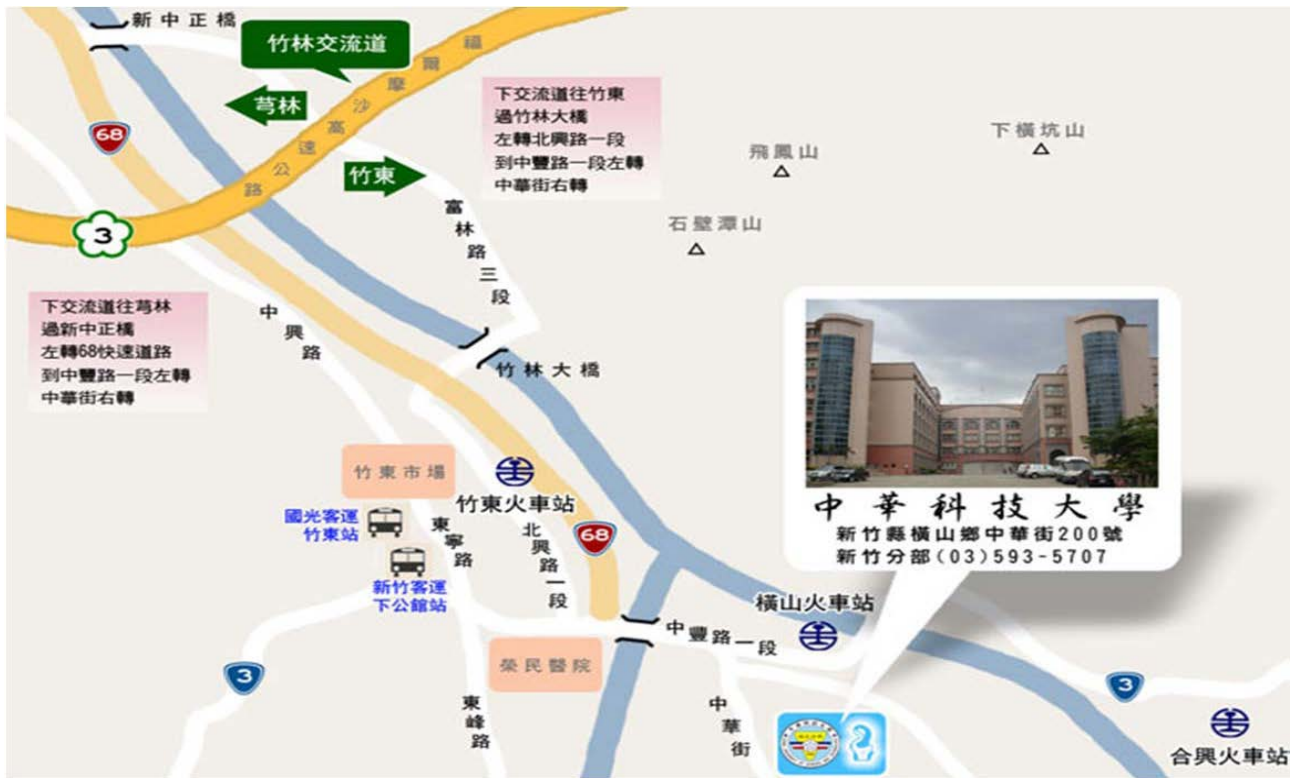 新中正橋
竹林交流道
福爾摩沙高速公路
芎林
68
下交流道往竹東
過竹林大橋
左轉北興路一段
到中豐路一段左轉
中華街右轉
下橫坑山
飛鳳山
竹東
石壁潭山
3
富林路三段
下交流道往芎林
過新中正橋
左轉68快速道路
到中豐路一段左轉
中華街右轉
中興路
竹林大橋
竹東市場
竹東火車站
國光客運
竹東站
東寧路
北興路一段
68
新竹客運
下公館站
中華科技大學
新竹縣橫山鄉中華街200號
新竹分部(03)593-5707
橫山火車站
中豐路一段
榮民醫院
3
3
東峰路
中華街
合興火車站